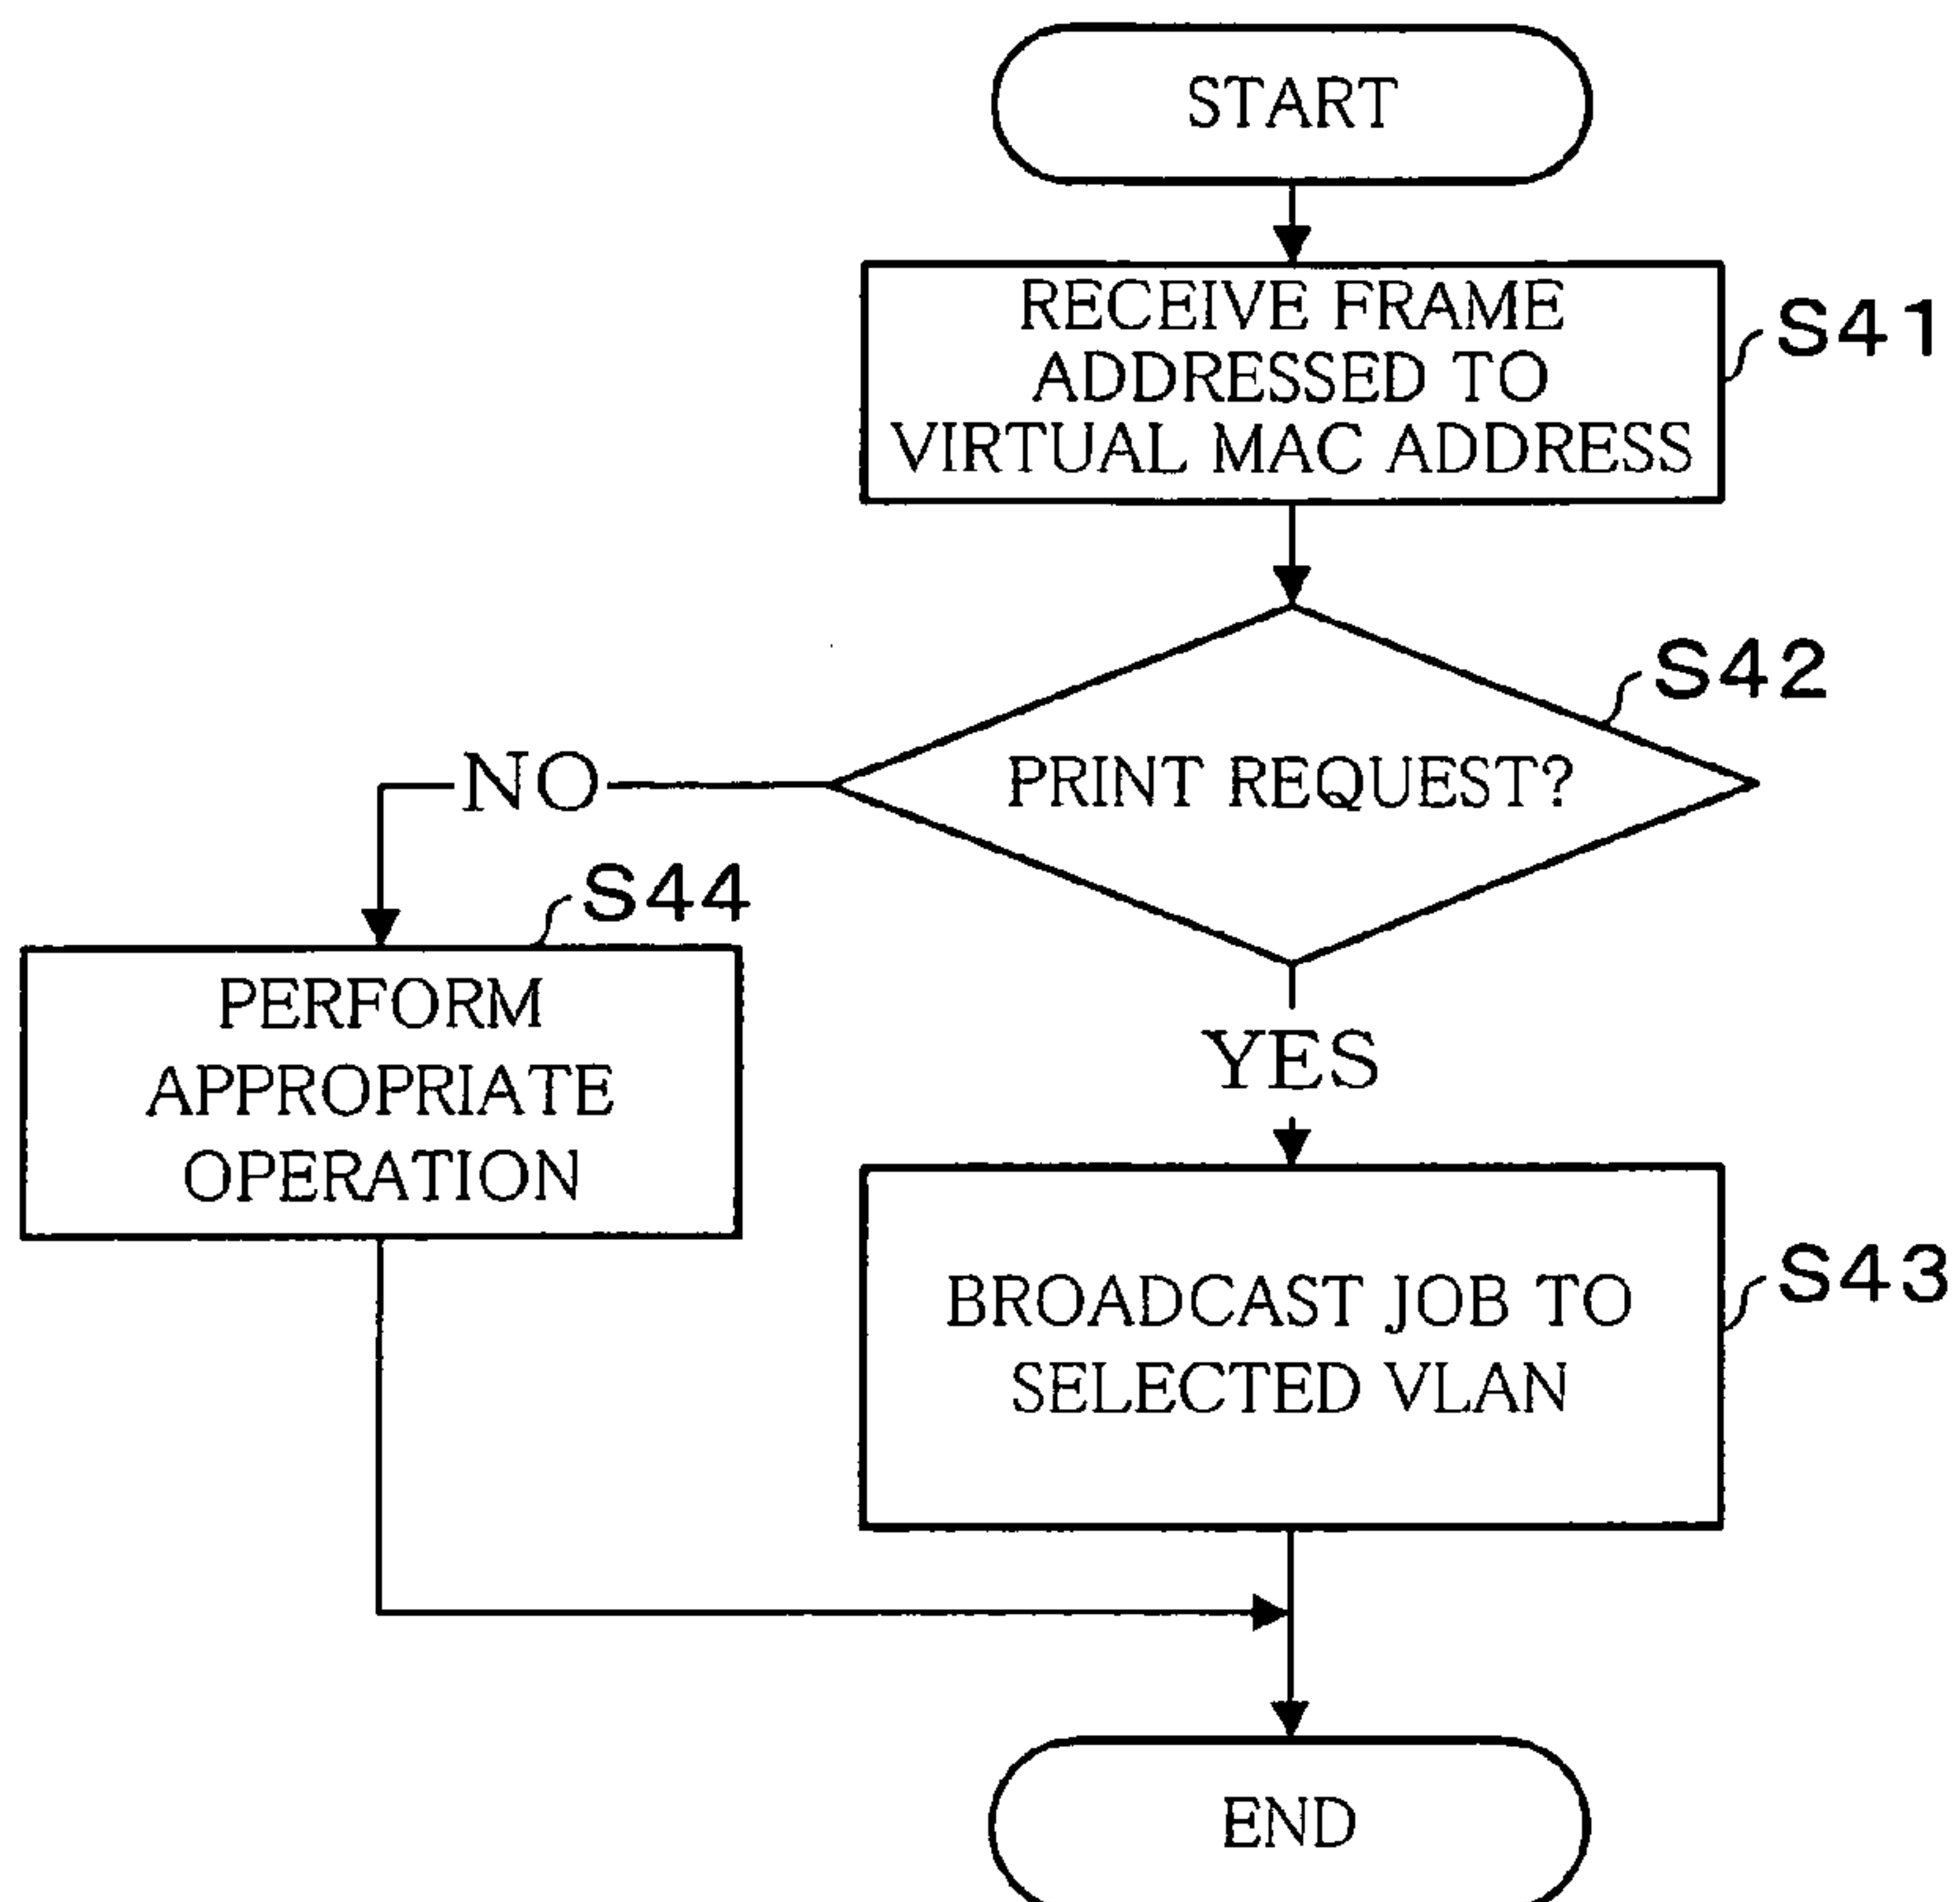 START
RECEIVE FRAME
ADDRESSED TO
VIRTUAL MAC ADDRESS
S41
S42
PRINT REQUEST?
NO
S44
PERFORM
APPROPRIATE
OPERATION
YES
BROADCAST JOB TO
SELECTED VLAN
S43
END